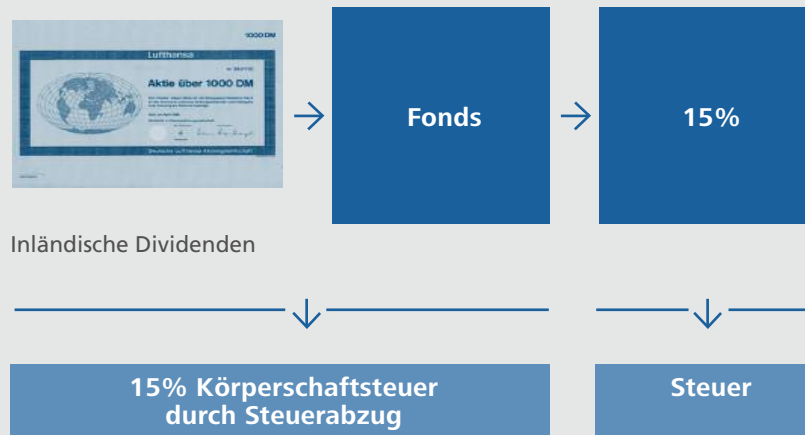 1000 DM
Lufthansa
Aktie über 1000 DM
Deutsche Lufthansa Aktiengesellschaft
Fonds
15%
Inländische Dividenden
15% Körperschaftsteuer
durch Steuerabzug
Steuer